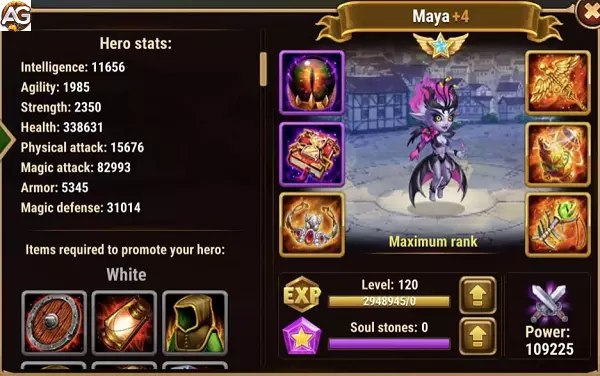 AG
Maya +4
Hero stats:
Intelligence: 11656
Agility: 1985
Strength: 2350
Health: 338631
Physical attack: 15676
Magic attack: 82993
Armor: 5345
Magic defense: 31014
Items required to promote your hero:
White
Maximum rank
EXP
Level: 120
2948945/0
Soul stones: 0
Power:
109225